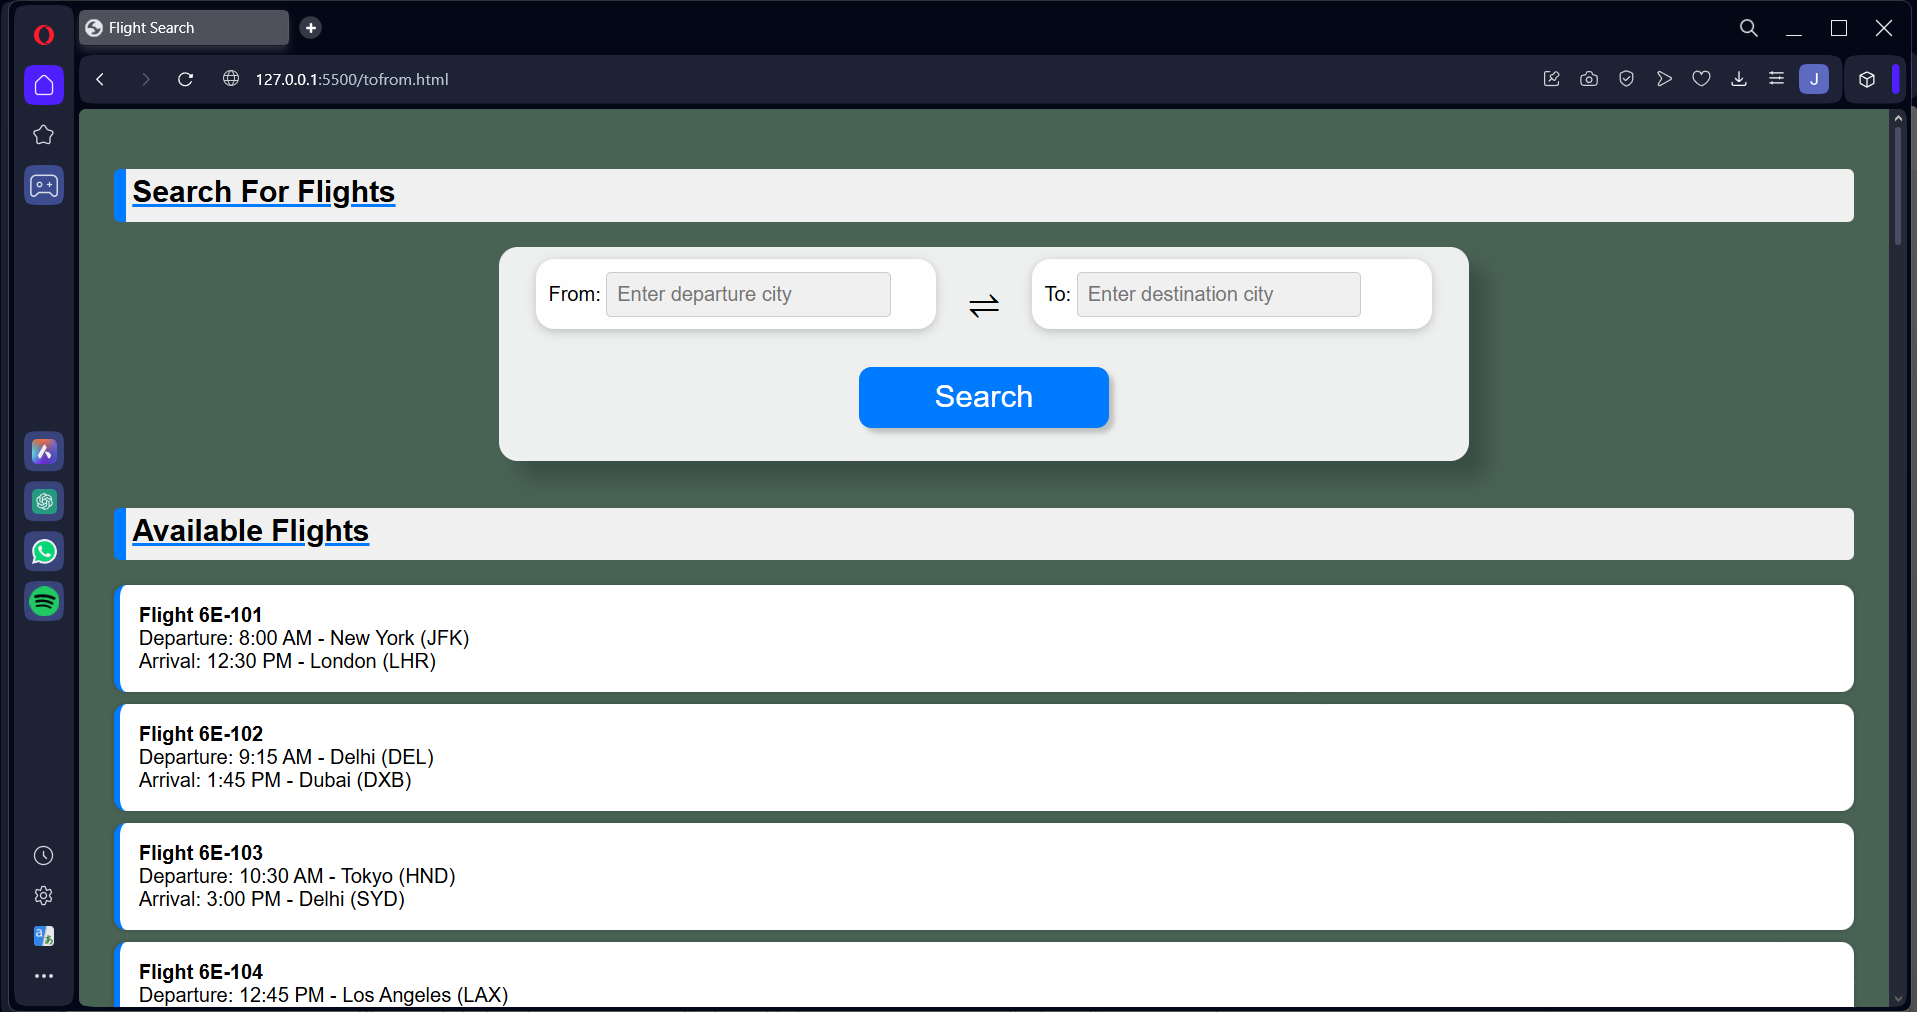 Flight Search
127.0.0.1:5500/tofrom.html
J
Search For Flights
From: Enter departure city
To: Enter destination city
Search
Available Flights
Flight 6E-101
Departure: 8:00 AM - New York (JFK)
Arrival: 12:30 PM - London (LHR)
Flight 6E-102
Departure: 9:15 AM - Delhi (DEL)
Arrival: 1:45 PM - Dubai (DXB)
Flight 6E-103
Departure: 10:30 AM - Tokyo (HND)
Arrival: 3:00 PM - Delhi (SYD)
Flight 6E-104
Departure: 12:45 PM - Los Angeles (LAX)